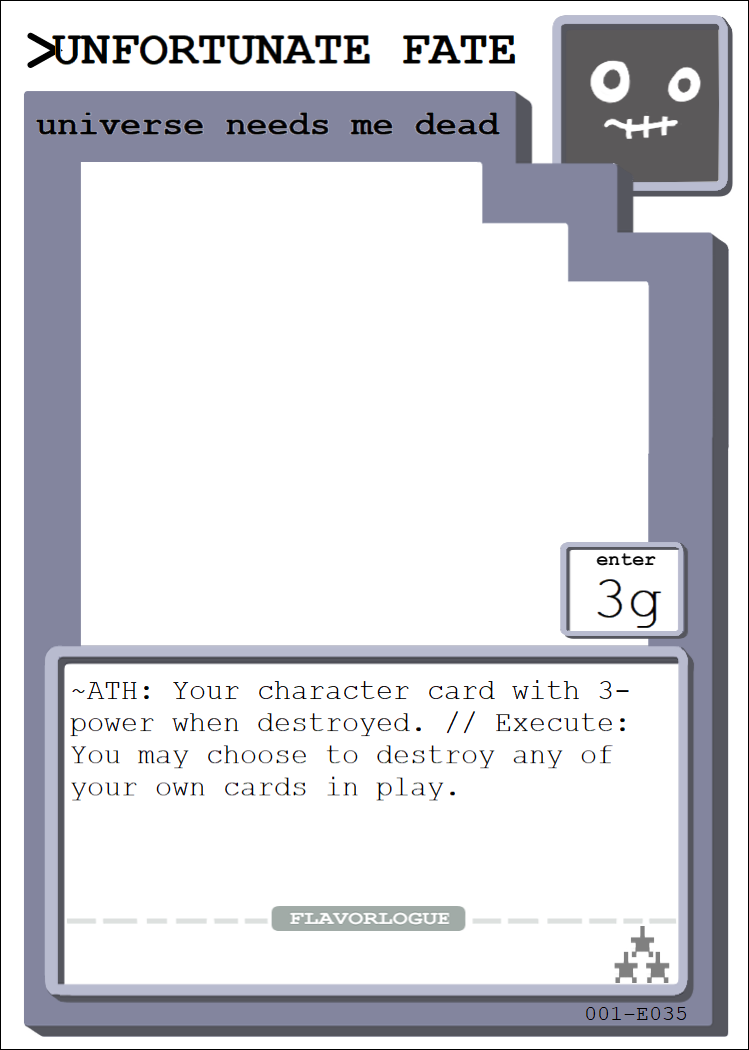 >UNFORTUNATE FATE
universe needs me dead
enter
3g
~ATH: Your character card with 3-
power when destroyed. // Execute:
You may choose to destroy any of
your own cards in play.
FLAVORLOGUE
001-E035